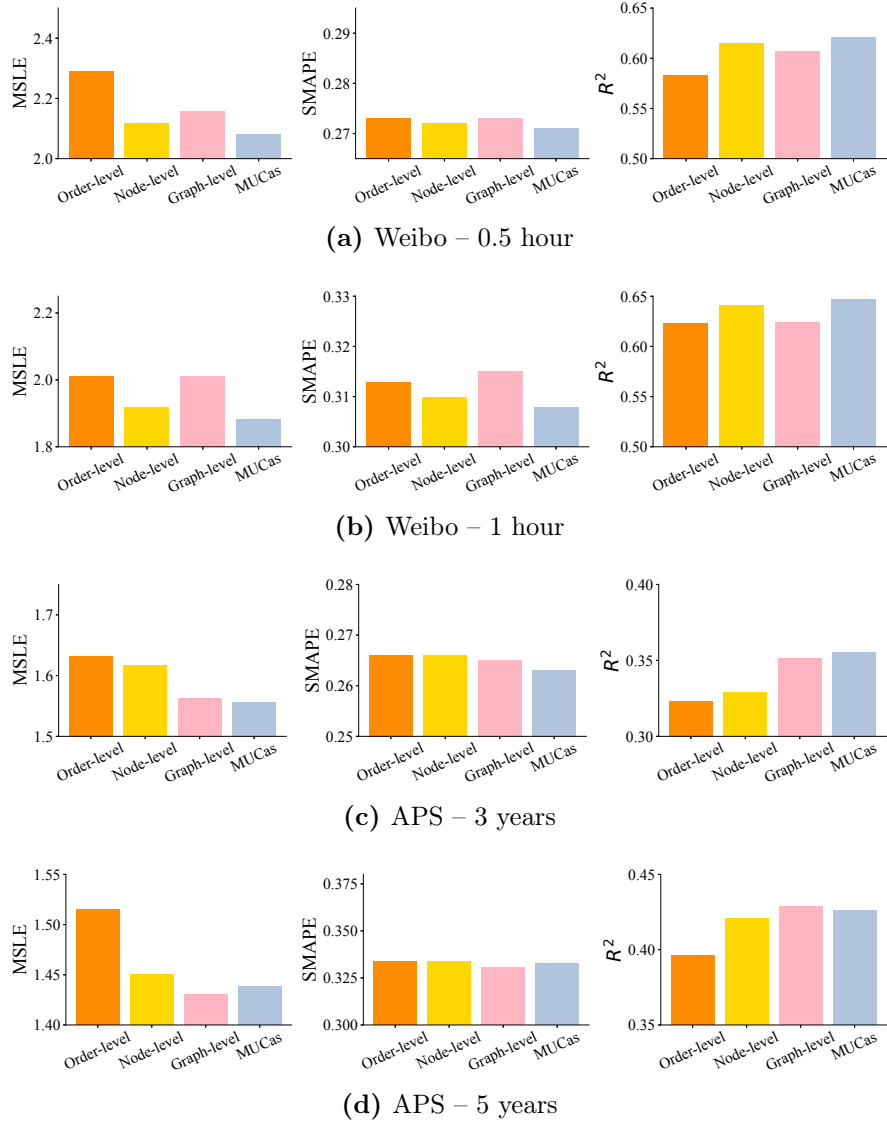 MSLE
2.4
2.2
2.0
Order-level Node-level Graph-level MUCas
SMAPE
0.29
0.28
0.27
Order-level Node-level Graph-level MUCas
R²
0.65
0.60
0.55
0.50
Order-level Node-level Graph-level MUCas
(a) Weibo – 0.5 hour
MSLE
2.2
2.0
1.8
Order-level Node-level Graph-level MUCas
SMAPE
0.33
0.32
0.31
0.30
Order-level Node-level Graph-level MUCas
R²
0.65
0.60
0.55
0.50
Order-level Node-level Graph-level MUCas
(b) Weibo – 1 hour
MSLE
1.7
1.6
1.5
Order-level Node-level Graph-level MUCas
SMAPE
0.28
0.27
0.26
0.25
Order-level Node-level Graph-level MUCas
R²
0.40
0.35
0.30
Order-level Node-level Graph-level MUCas
(c) APS – 3 years
MSLE
1.55
1.50
1.45
1.40
Order-level Node-level Graph-level MUCas
SMAPE
0.375
0.350
0.325
0.300
Order-level Node-level Graph-level MUCas
R²
0.45
0.40
0.35
Order-level Node-level Graph-level MUCas
(d) APS – 5 years